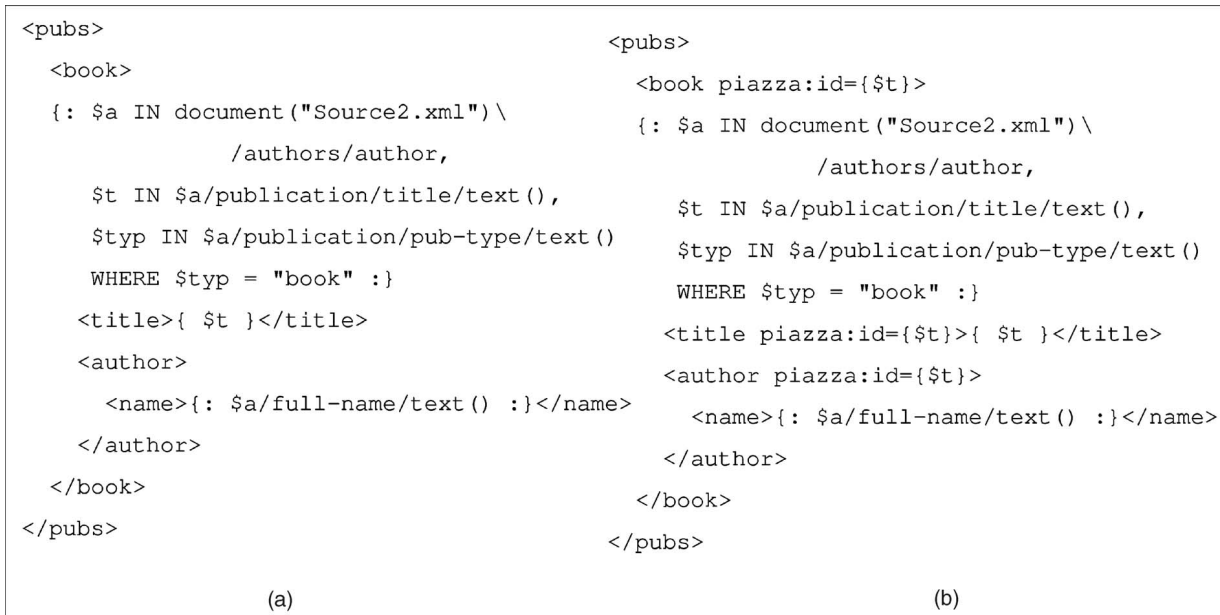 <pubs>
<book>
{: $a IN document("Source2.xml")\
/authors/author,
$t IN $a/publication/title/text(),
$typ IN $a/publication/pub-type/text()
WHERE $typ = "book" :}
<title>{ $t }</title>
<author>
<name>{: $a/full-name/text() :}</name>
</author>
</book>
</pubs>
(a)
<pubs>
<book piazza:id={$t}>
{: $a IN document("Source2.xml")\
/authors/author,
$t IN $a/publication/title/text(),
$typ IN $a/publication/pub-type/text()
WHERE $typ = "book" :}
<title piazza:id={$t}>{ $t }</title>
<author piazza:id={$t}>
<name>{: $a/full-name/text() :}</name>
</author>
</book>
</pubs>
(b)